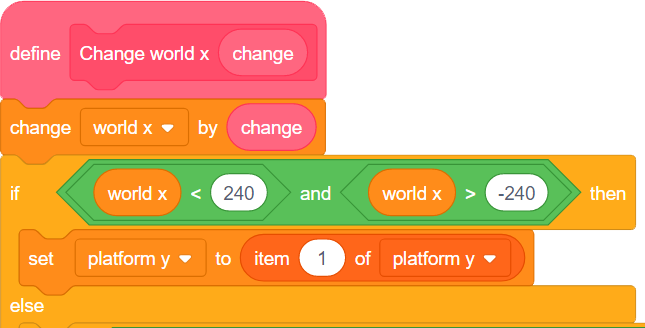 define Change world x change
change world x by change
if world x < 240 and world x > -240 then
set platform y to item 1 of platform y
else